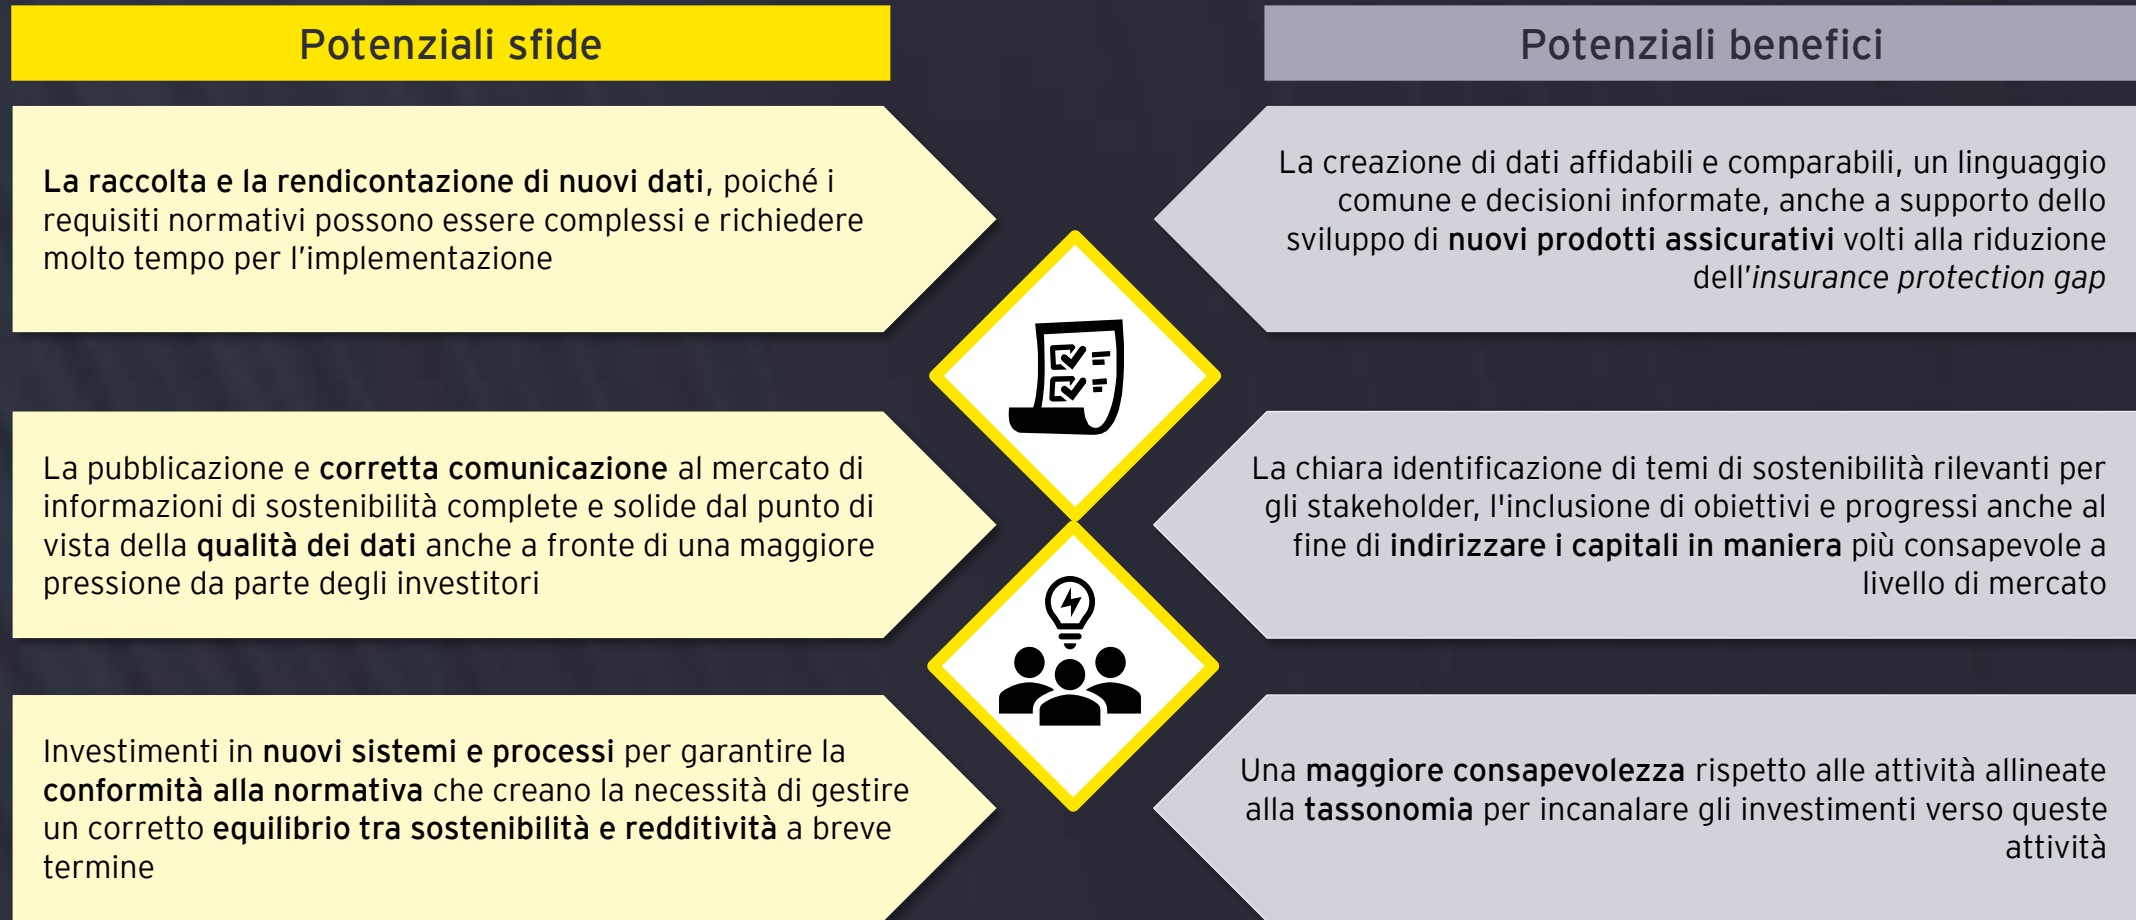 Potenziali sfide
La raccolta e la rendicontazione di nuovi dati, poiché i
requisiti normativi possono essere complessi e richiedere
molto tempo per l’implementazione
La pubblicazione e corretta comunicazione al mercato di
informazioni di sostenibilità complete e solide dal punto di
vista della qualità dei dati anche a fronte di una maggiore
pressione da parte degli investitori
Investimenti in nuovi sistemi e processi per garantire la
conformità alla normativa che creano la necessità di gestire
un corretto equilibrio tra sostenibilità e redditività a breve
termine
Potenziali benefici
La creazione di dati affidabili e comparabili, un linguaggio
comune e decisioni informate, anche a supporto dello
sviluppo di nuovi prodotti assicurativi volti alla riduzione
dell’insurance protection gap
La chiara identificazione di temi di sostenibilità rilevanti per
gli stakeholder, l'inclusione di obiettivi e progressi anche al
fine di indirizzare i capitali in maniera più consapevole a
livello di mercato
Una maggiore consapevolezza rispetto alle attività allineate
alla tassonomia per incanalare gli investimenti verso queste
attività